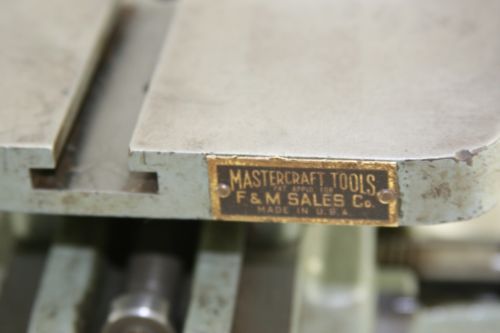 MASTERCRAFT TOOLS
PAT APPLD FOR
F & M SALES Co.
MADE IN U.S.A.